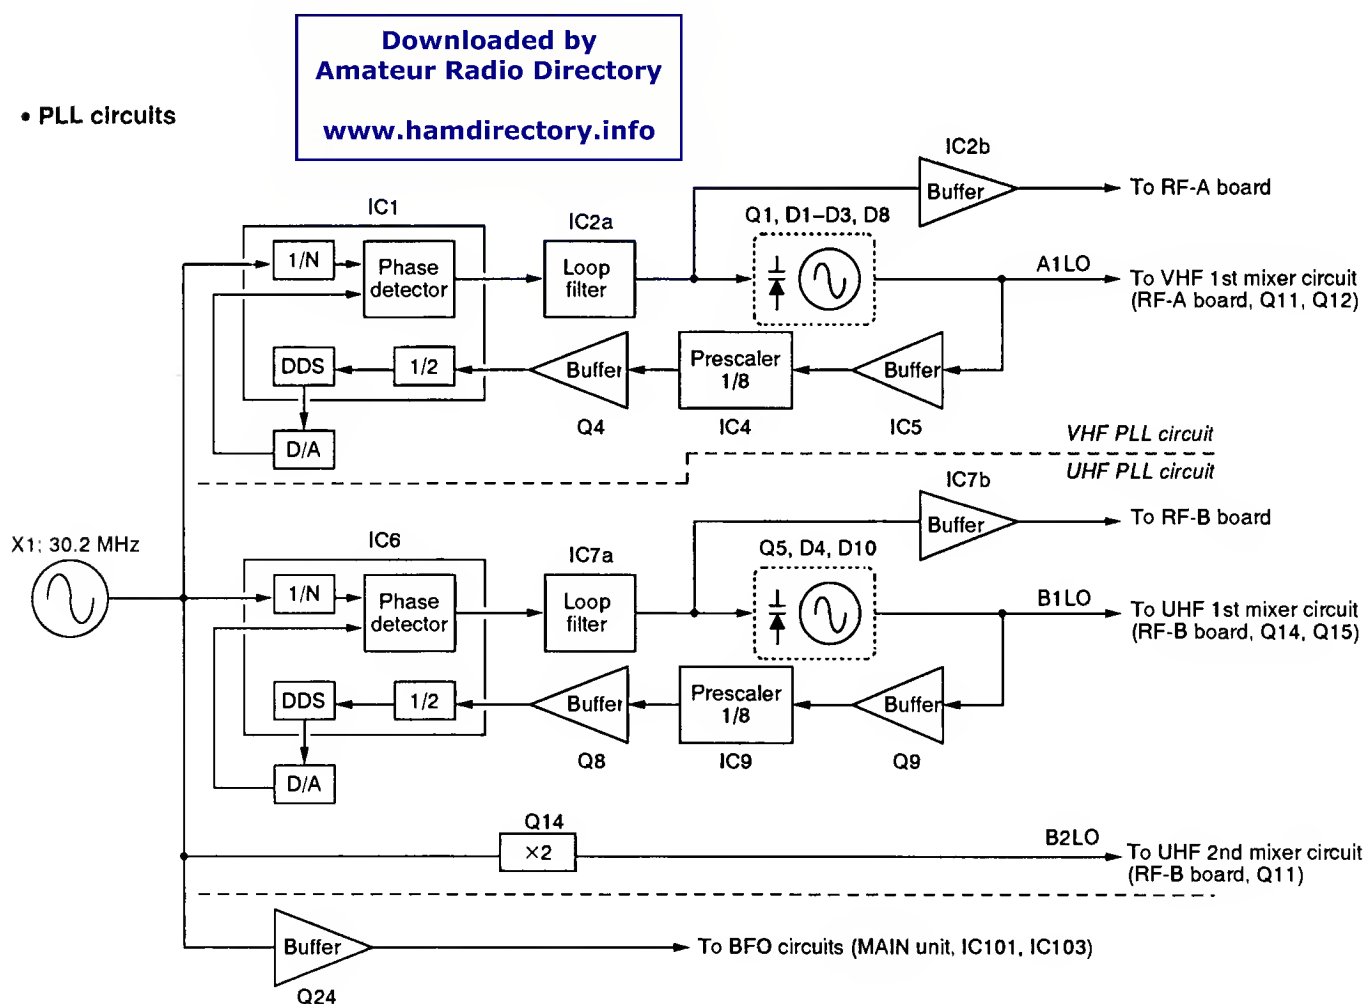 Downloaded by
Amateur Radio Directory
www.hamdirectory.info
• PLL circuits
IC2b
Buffer
To RF-A board
IC1
IC2a
Q1, D1–D3, D8
1/N
Phase
detector
Loop
filter
A1LO
To VHF 1st mixer circuit
(RF-A board, Q11, Q12)
DDS
1/2
Buffer
Prescaler
1/8
Buffer
D/A
Q4
IC4
IC5
VHF PLL circuit
UHF PLL circuit
IC7b
Buffer
To RF-B board
X1; 30.2 MHz
IC6
IC7a
Q5, D4, D10
1/N
Phase
detector
Loop
filter
B1LO
To UHF 1st mixer circuit
(RF-B board, Q14, Q15)
DDS
1/2
Buffer
Prescaler
1/8
Buffer
D/A
Q8
IC9
Q9
Q14
×2
B2LO
To UHF 2nd mixer circuit
(RF-B board, Q11)
Buffer
To BFO circuits (MAIN unit, IC101, IC103)
Q24